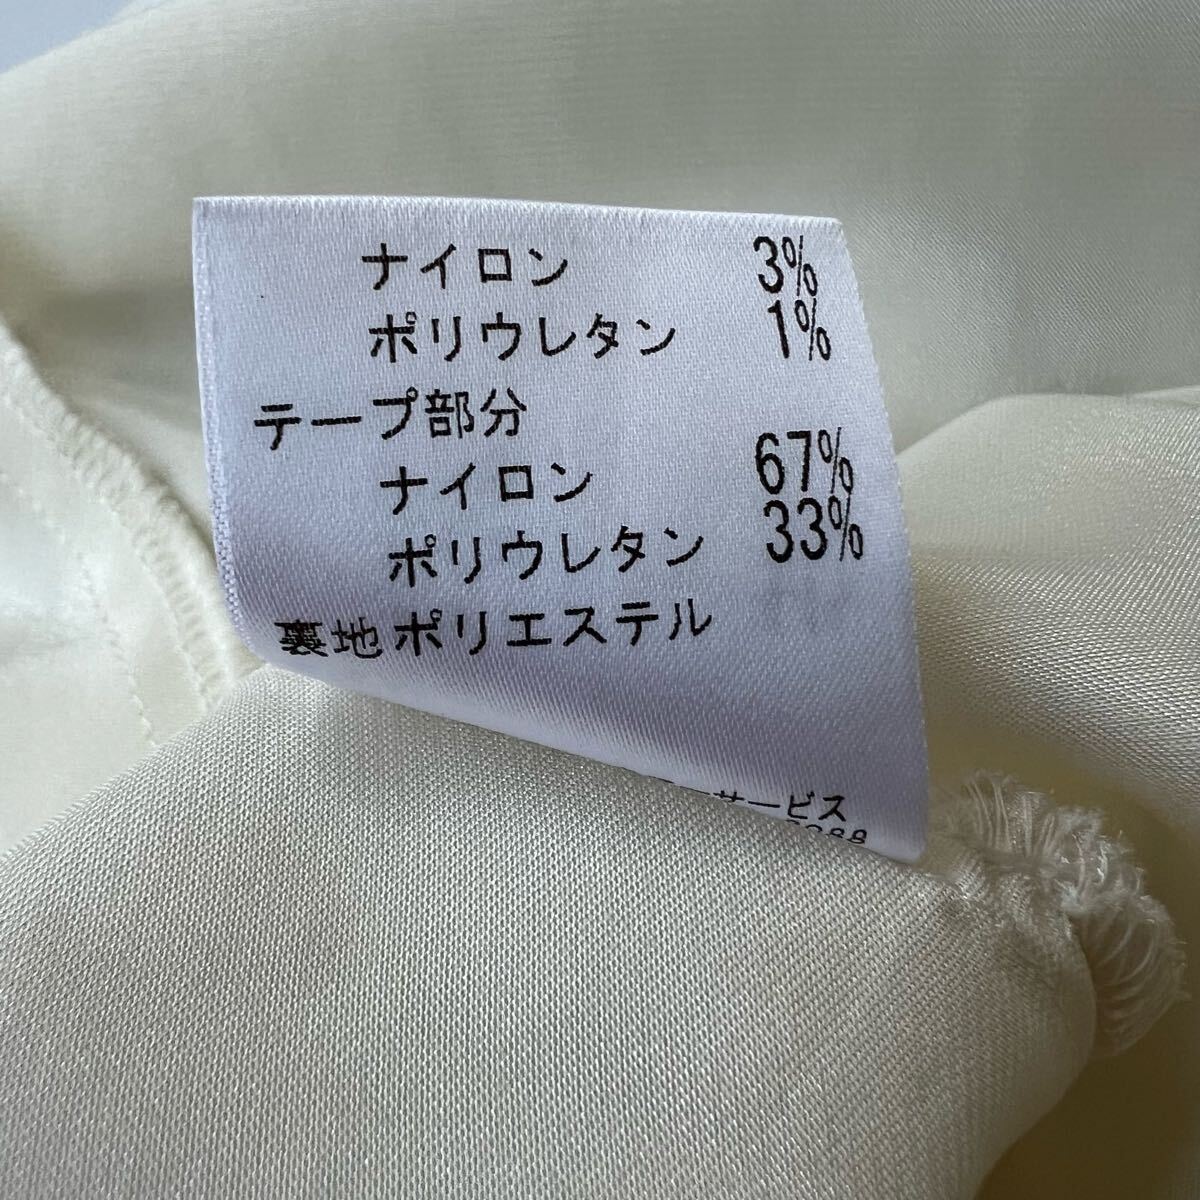 ナイロン 3%
ポリウレタン 1%
テープ部分
ナイロン 67%
ポリウレタン 33%
裏地 ポリエステル
サービス